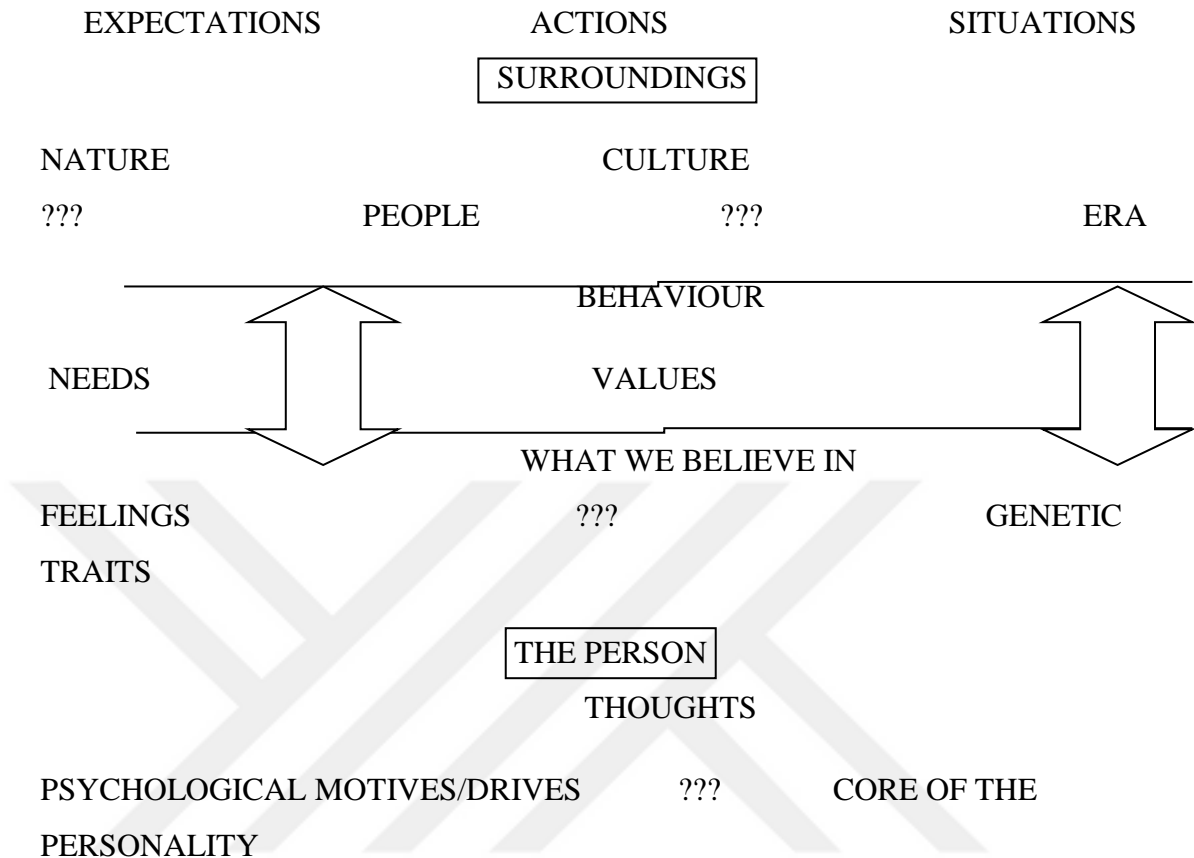 EXPECTATIONS ACTIONS SITUATIONS
SURROUNDINGS
NATURE CULTURE
??? PEOPLE ??? ERA
BEHAVIOUR
NEEDS VALUES
WHAT WE BELIEVE IN
FEELINGS ??? GENETIC
TRAITS
THE PERSON
THOUGHTS
PSYCHOLOGICAL MOTIVES/DRIVES ??? CORE OF THE
PERSONALITY